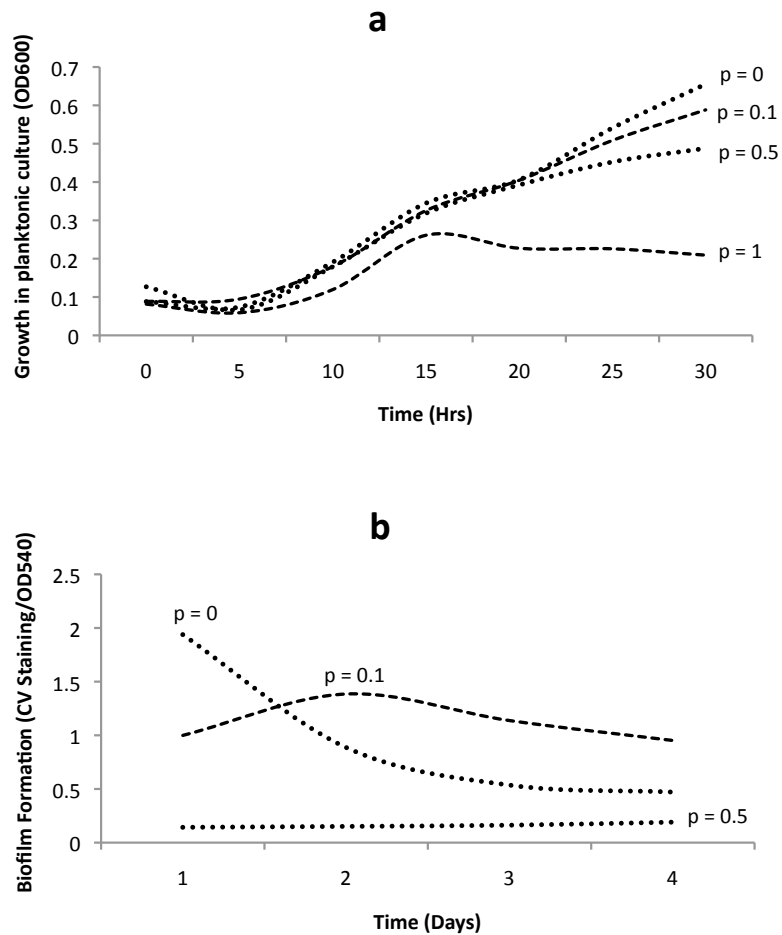 a
Growth in planktonic culture (OD600)
0.7
0.6
0.5
0.4
0.3
0.2
0.1
0
p = 0
p = 0.1
p = 0.5
p = 1
0 5 10 15 20 25 30
Time (Hrs)
b
Biofilm Formation (CV Staining/OD540)
2.5
2
1.5
1
0.5
0
p = 0
p = 0.1
p = 0.5
1 2 3 4
Time (Days)